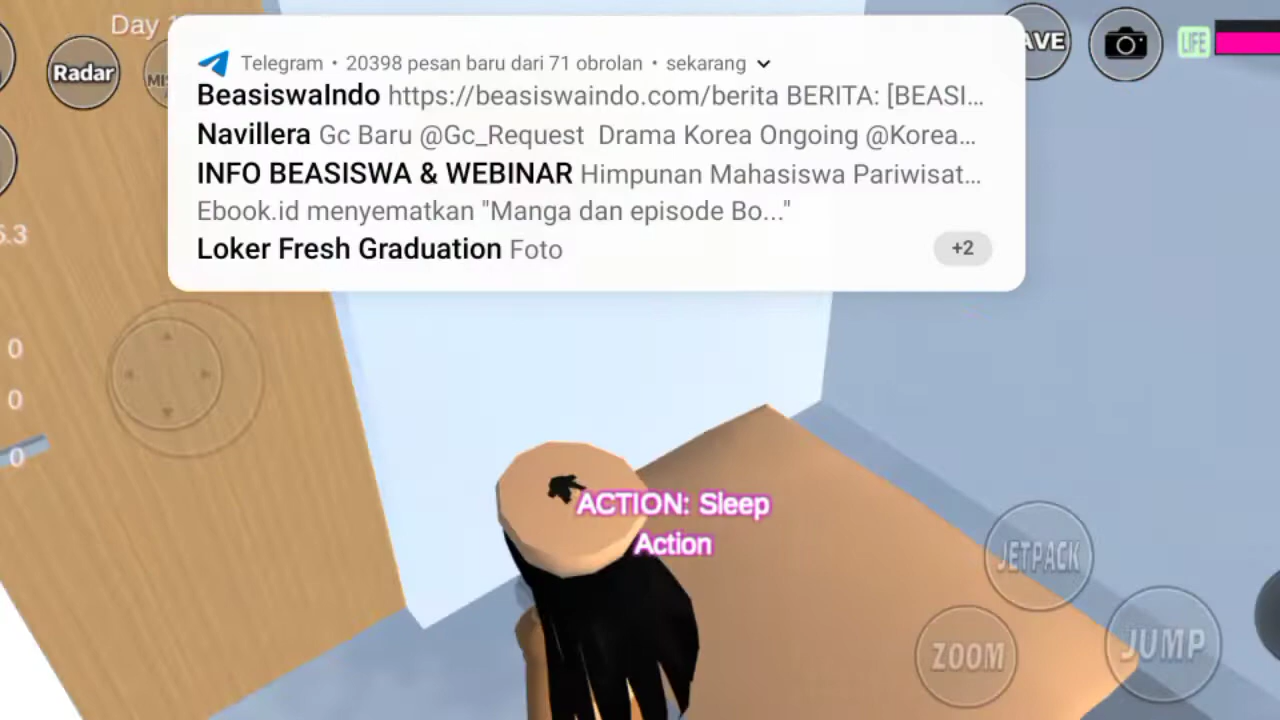 Day
Radar
AVE
LIFE
Telegram • 20398 pesan baru dari 71 obrolan • sekarang
BeasiswaIndo https://beasiswaindo.com/berita BERITA: [BEASI...
Navillera Gc Baru @Gc_Request Drama Korea Ongoing @Korea...
INFO BEASISWA & WEBINAR Himpunan Mahasiswa Pariwisat...
Ebook.id menyematkan "Manga dan episode Bo..."
Loker Fresh Graduation Foto
+2
0
0
0
ACTION: Sleep
Action
JETPACK
ZOOM
JUMP